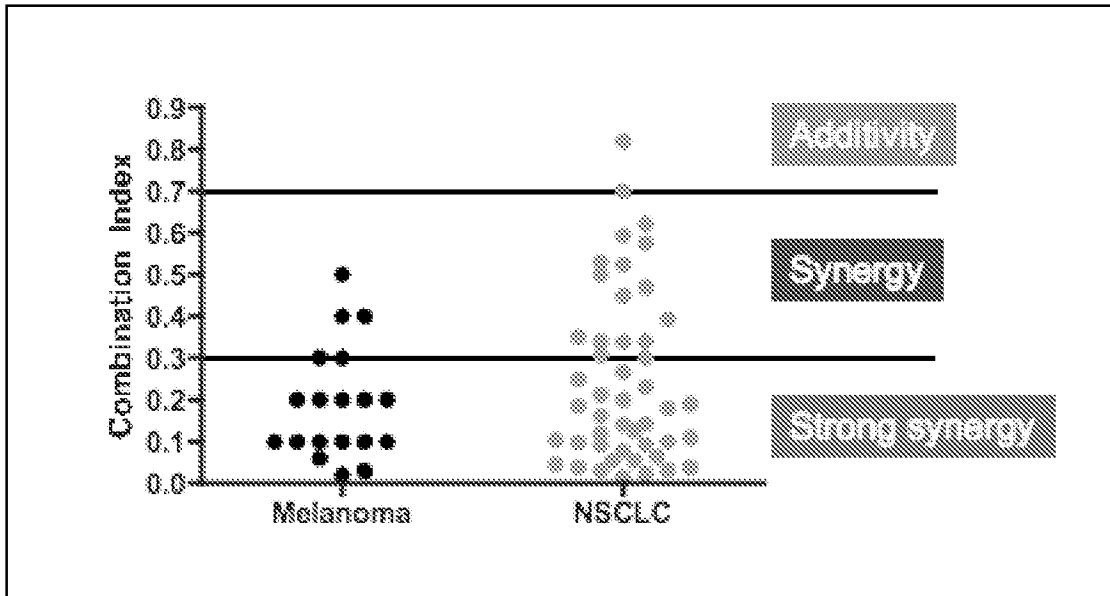 Combination Index
0.9
0.8
0.7
0.6
0.5
0.4
0.3
0.2
0.1
0.0
Melanoma
NSCLC
Additivity
Synergy
Strong synergy